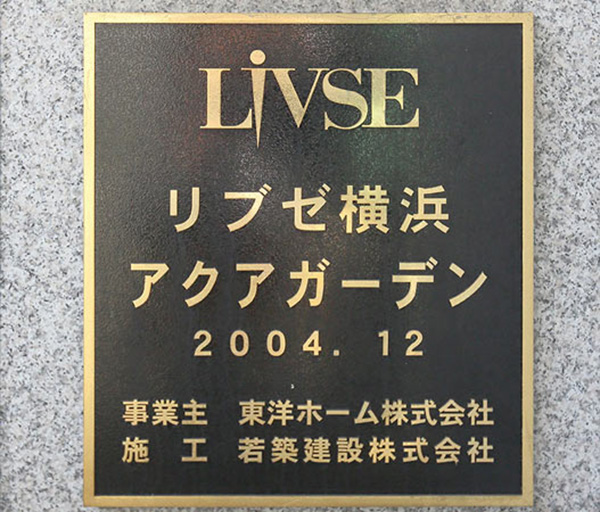 LiVSE
リブゼ横浜
アクアガーデン
2004. 12
事業主 東洋ホーム株式会社
施 工 若築建設株式会社